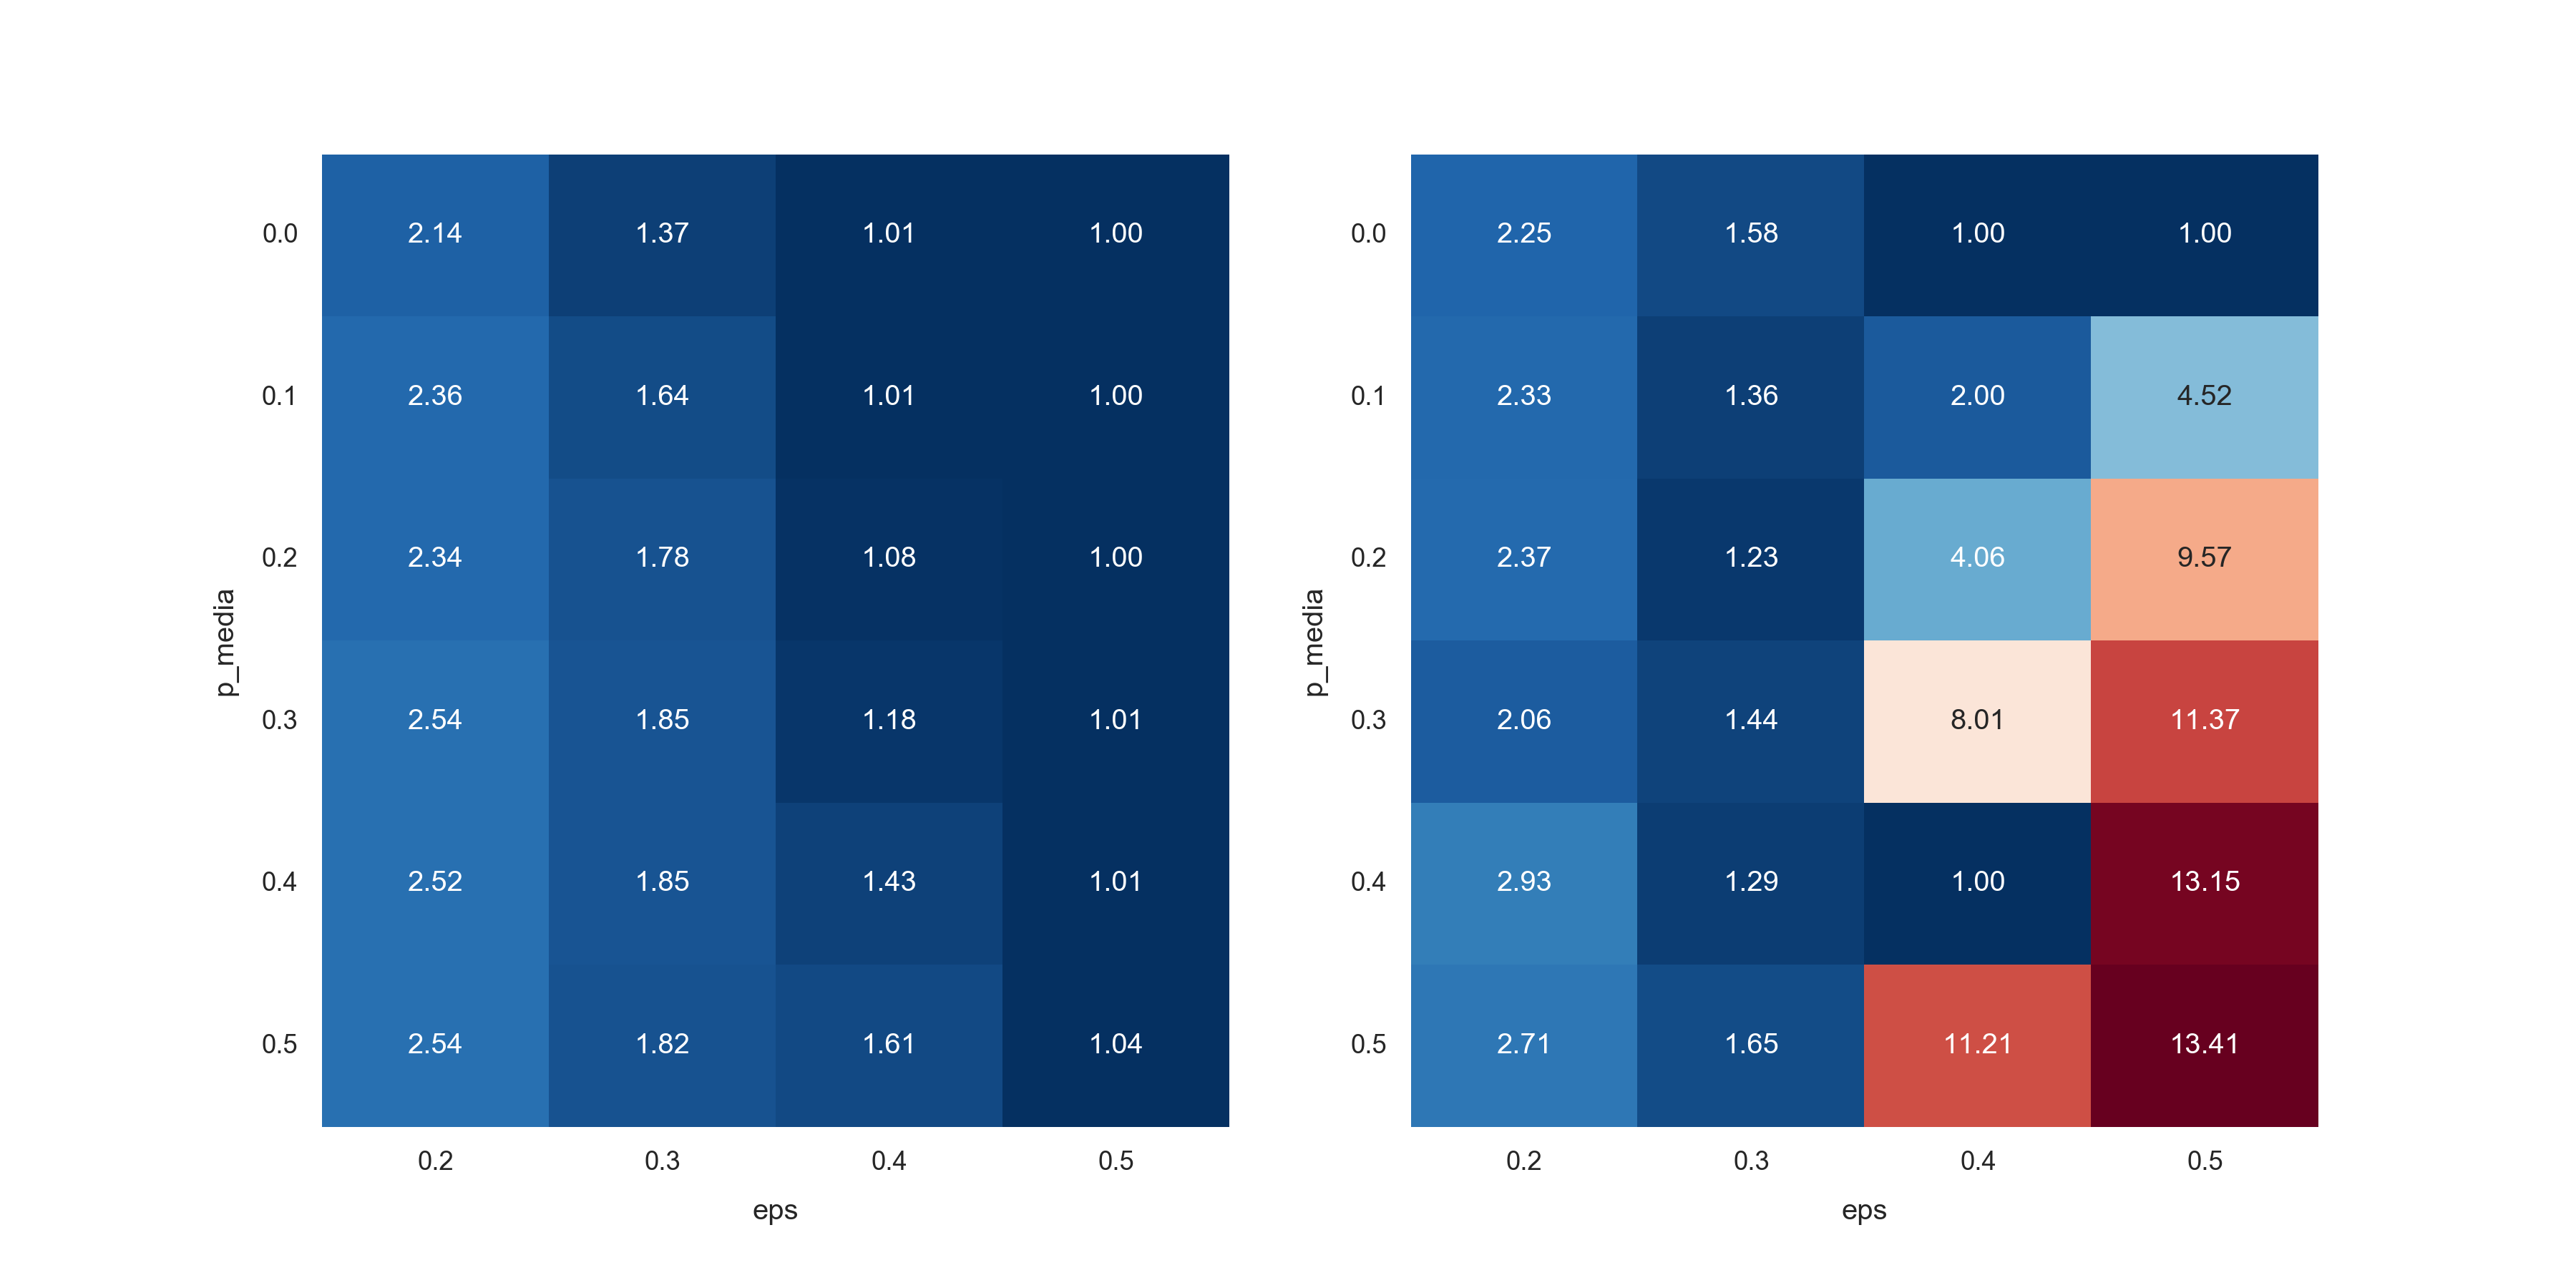 0.0 2.14 1.37 1.01 1.00
0.1 2.36 1.64 1.01 1.00
0.2 2.34 1.78 1.08 1.00
0.3 2.54 1.85 1.18 1.01
0.4 2.52 1.85 1.43 1.01
0.5 2.54 1.82 1.61 1.04
p_media
0.2 0.3 0.4 0.5
eps
0.0 2.25 1.58 1.00 1.00
0.1 2.33 1.36 2.00 4.52
0.2 2.37 1.23 4.06 9.57
0.3 2.06 1.44 8.01 11.37
0.4 2.93 1.29 1.00 13.15
0.5 2.71 1.65 11.21 13.41
p_media
0.2 0.3 0.4 0.5
eps